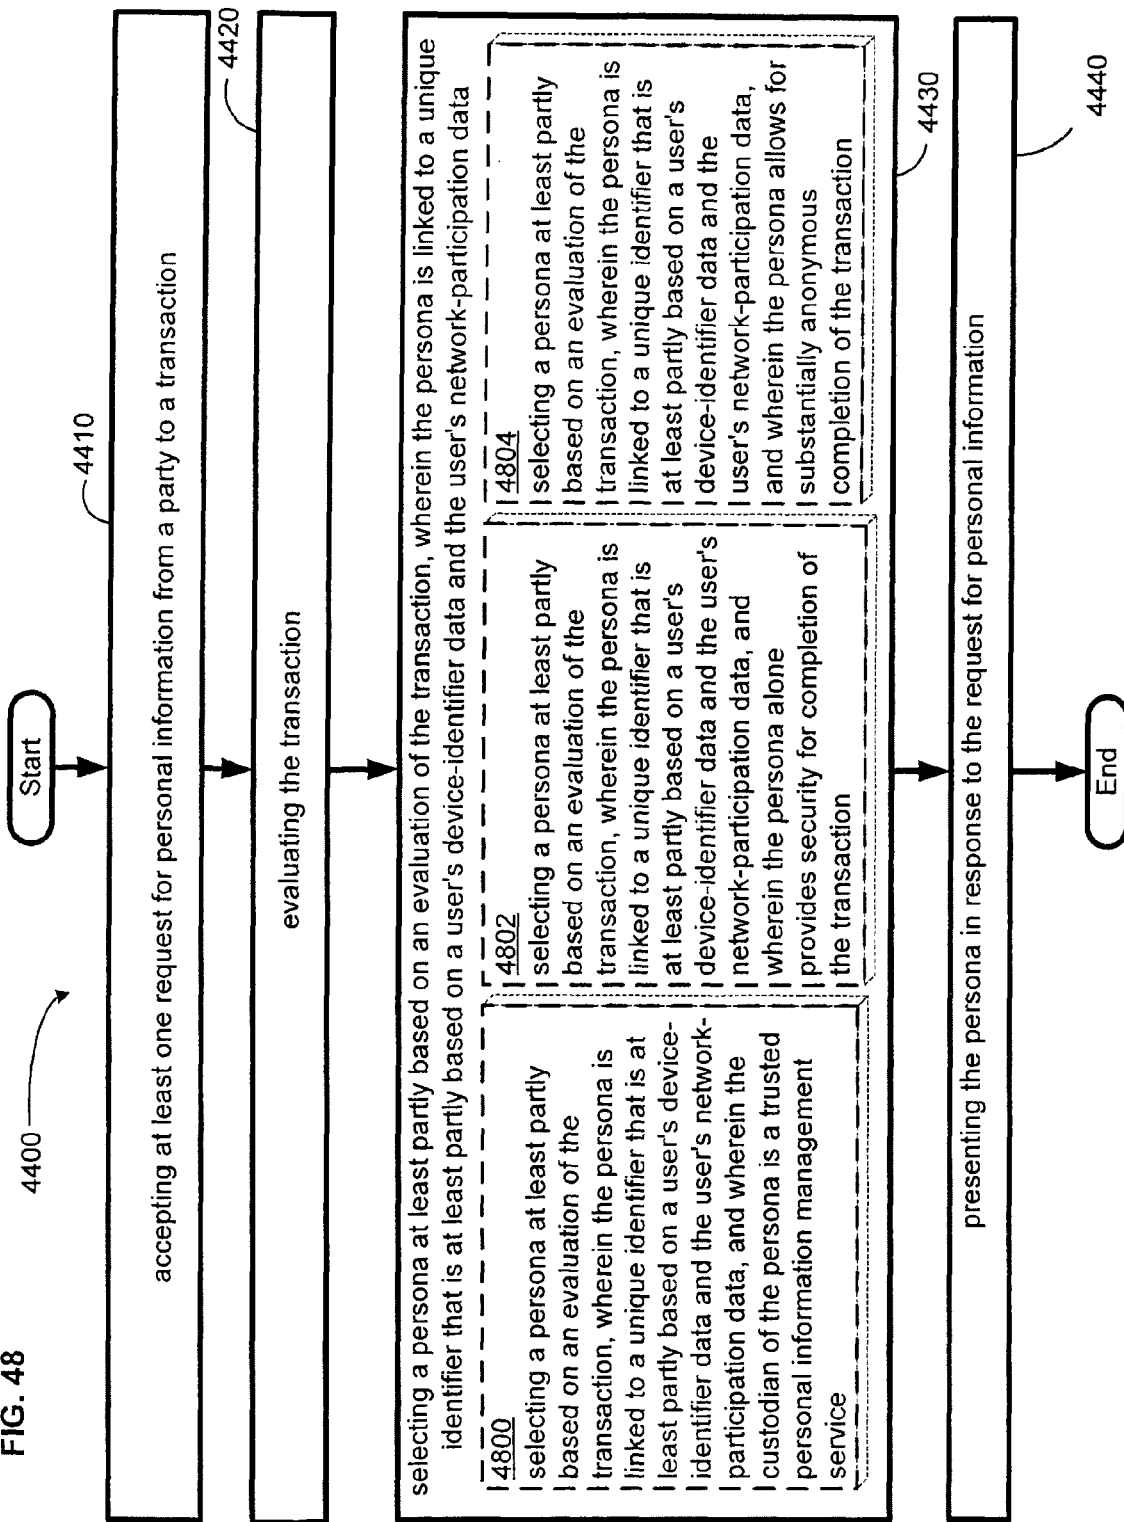 FIG. 48
4400
Start
4410
accepting at least one request for personal information from a party to a transaction
4420
evaluating the transaction
selecting a persona at least partly based on an evaluation of the transaction, wherein the persona is linked to a unique
identifier that is at least partly based on a user's device-identifier data and the user's network-participation data
4800
selecting a persona at least partly
based on an evaluation of the
transaction, wherein the persona is
linked to a unique identifier that is at
least partly based on a user's device-
identifier data and the user's network-
participation data, and wherein the
custodian of the persona is a trusted
personal information management
service
4802
selecting a persona at least partly
based on an evaluation of the
transaction, wherein the persona is
linked to a unique identifier that is
at least partly based on a user's
device-identifier data and the user's
network-participation data, and
wherein the persona alone
provides security for completion of
the transaction
4804
selecting a persona at least partly
based on an evaluation of the
transaction, wherein the persona is
linked to a unique identifier that is
at least partly based on a user's
device-identifier data and the
user's network-participation data,
and wherein the persona allows for
substantially anonymous
completion of the transaction
4430
presenting the persona in response to the request for personal information
4440
End